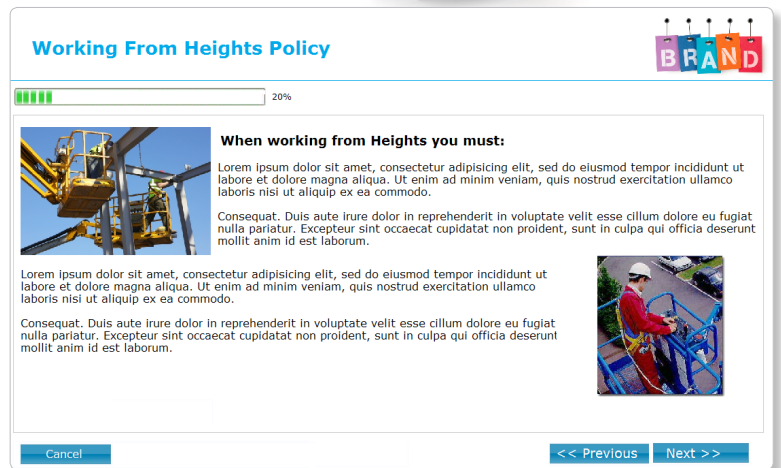 Working From Heights Policy
BRAND
20%
When working from Heights you must:
Lorem ipsum dolor sit amet, consectetur adipisicing elit, sed do eiusmod tempor incididunt ut
labore et dolore magna aliqua. Ut enim ad minim veniam, quis nostrud exercitation ullamco
laboris nisi ut aliquip ex ea commodo.
Consequat. Duis aute irure dolor in reprehenderit in voluptate velit esse cillum dolore eu fugiat
nulla pariatur. Excepteur sint occaecat cupidatat non proident, sunt in culpa qui officia deserunt
mollit anim id est laborum.
Lorem ipsum dolor sit amet, consectetur adipisicing elit, sed do eiusmod tempor incididunt ut
labore et dolore magna aliqua. Ut enim ad minim veniam, quis nostrud exercitation ullamco
laboris nisi ut aliquip ex ea commodo.
Consequat. Duis aute irure dolor in reprehenderit in voluptate velit esse cillum dolore eu fugiat
nulla pariatur. Excepteur sint occaecat cupidatat non proident, sunt in culpa qui officia deserunt
mollit anim id est laborum.
Cancel
<< Previous
Next >>